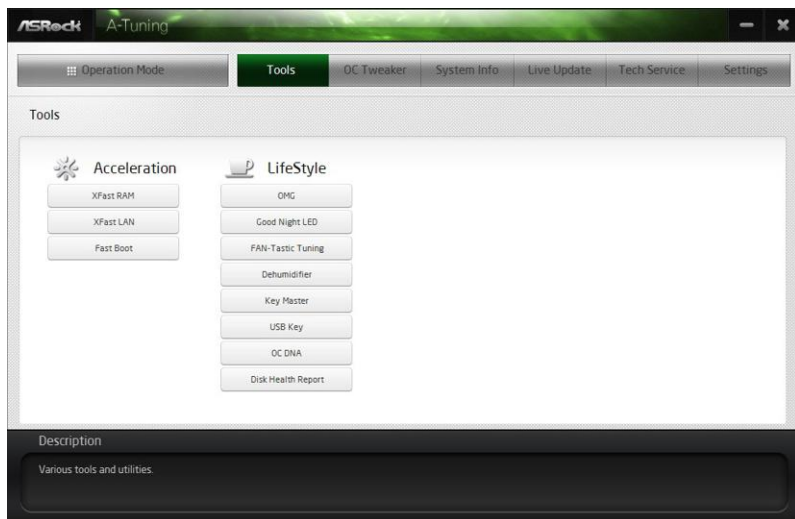 ASRock A-Tuning
Operation Mode Tools OC Tweaker System Info Live Update Tech Service Settings
Tools
Acceleration LifeStyle
XFast RAM OMG
XFast LAN Good Night LED
Fast Boot FAN-Tastic Tuning
Dehumidifier
Key Master
USB Key
OC DNA
Disk Health Report
Description
Various tools and utilities.